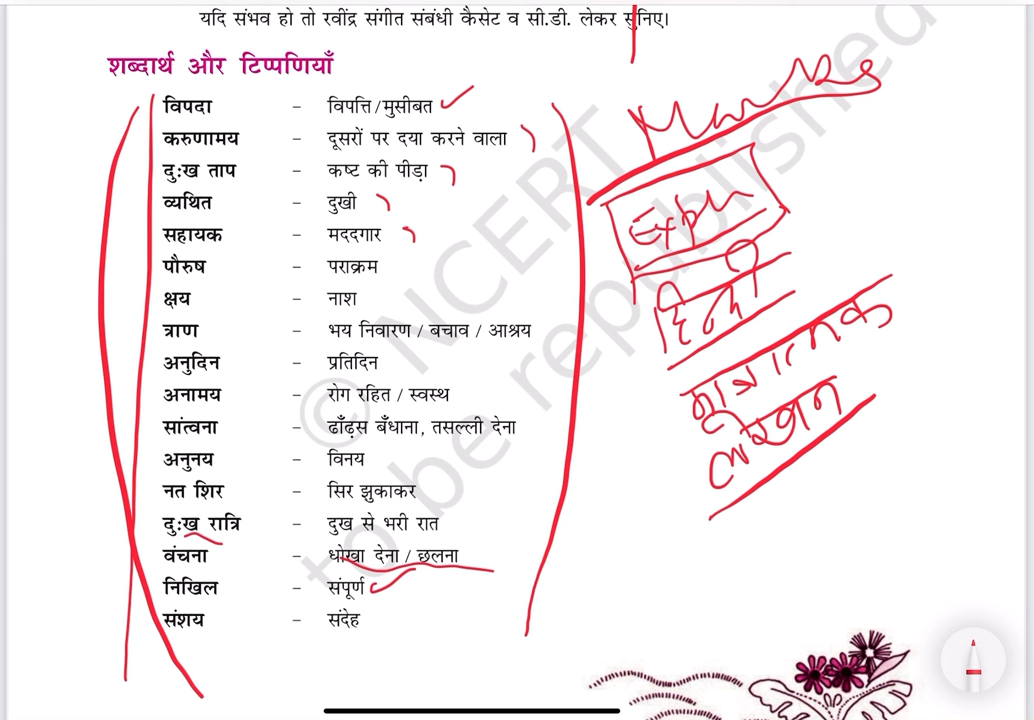 यदि संभव हो तो रवींद्र संगीत संबंधी कैसेट व सी.डी. लेकर सुनिए।
शब्दार्थ और टिप्पणियाँ
विपदा – विपत्ति/मुसीबत
करुणामय – दूसरों पर दया करने वाला
दुःख ताप – कष्ट की पीड़ा
व्यथित – दुखी
सहायक – मददगार
पौरुष – पराक्रम
क्षय – नाश
त्राण – भय निवारण / बचाव / आश्रय
अनुदिन – प्रतिदिन
अनामय – रोग रहित / स्वस्थ
सांत्वना – ढाँढ़स बँधाना, तसल्ली देना
अनुनय – विनय
नत शिर – सिर झुकाकर
दुःख रात्रि – दुख से भरी रात
वंचना – धोखा देना / छलना
निखिल – संपूर्ण
संशय – संदेह
Marks
हिन्दी
© NCERT
to be republished